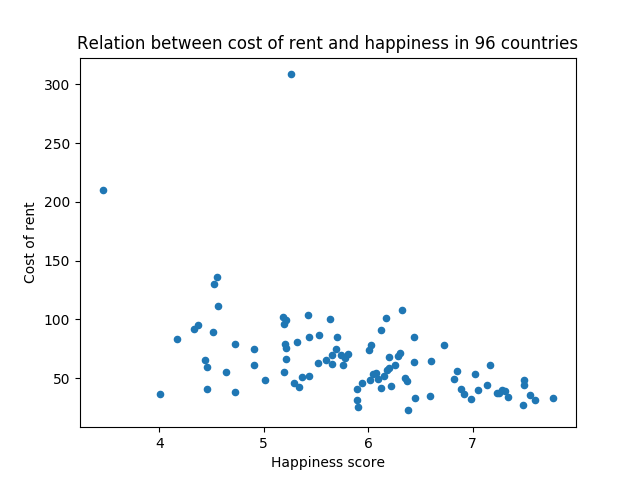 Relation between cost of rent and happiness in 96 countries
300
250
200
150
100
50
Cost of rent
4 5 6 7
Happiness score